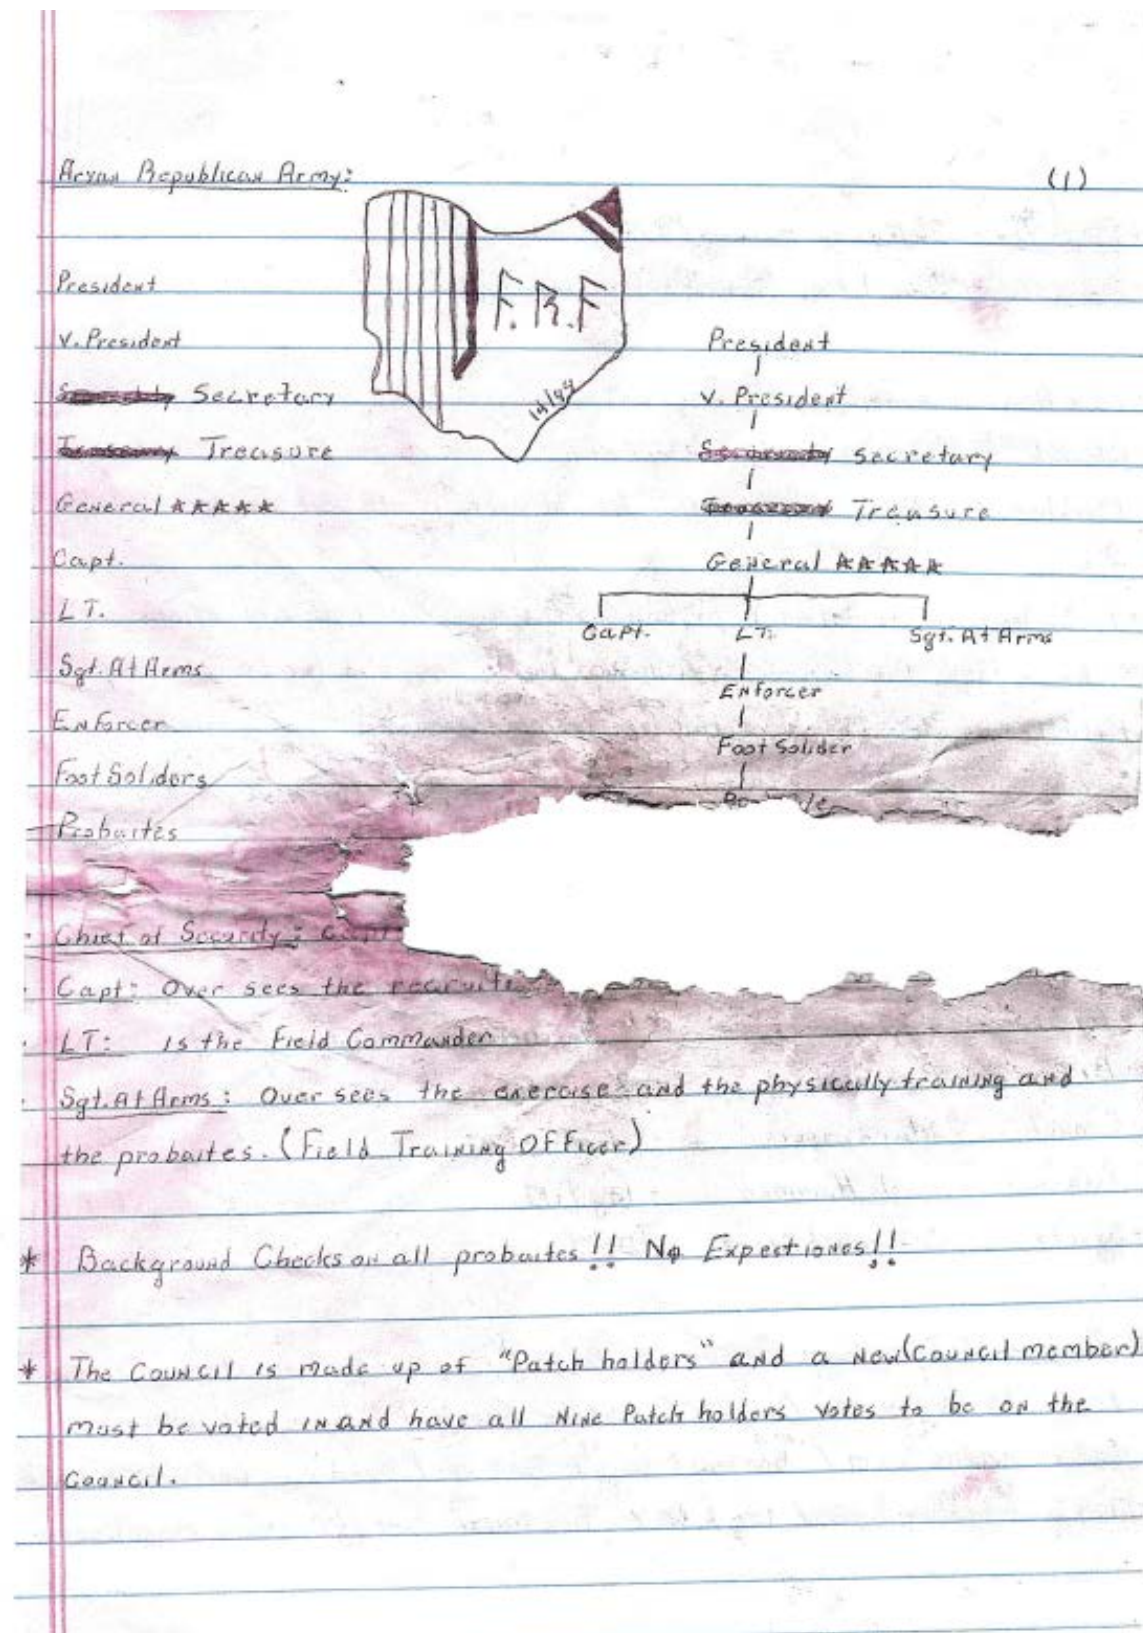 Aryan Republican Army:
(1)
President
V. President
Secretary
Treasure
General ★★★★★
Capt.
LT.
Sgt. At Arms
Enforcer
Foot Soliders
Probaites
14/88
President
V. President
secretary
Treasure
General ★★★★★
Capt. LT. Sgt. At Arms
Enforcer
Foot Solider
Chief of Security:
Capt: Over sees the recruits
LT: is the Field Commander
Sgt. At Arms: Over sees the exercise and the physically training and
the probaites. (Field Training Officer)
* Background Checks on all probaites!! No Expectiones!!
* The Council is made up of "Patch holders" and a new (Council member)
must be voted in and have all nine Patch holders votes to be on the
Council.